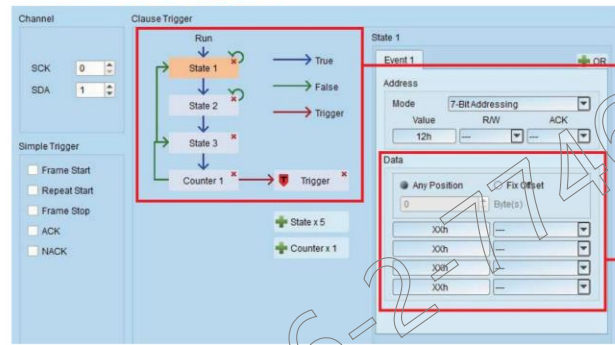 Channel
SCK 0
SDA 1
Simple Trigger
Frame Start
Repeat Start
Frame Stop
ACK
NACK
Clause Trigger
Run
State 1
State 2
State 3
Counter 1
Trigger
True
False
Trigger
State x 5
Counter x 1
State 1
Event 1
OR
Address
Mode 7-Bit Addressing
Value R/W ACK
12h --- ---
Data
Any Position Fix Offset
0 Byte(s)
XXh ---
XXh ---
XXh ---
XXh ---